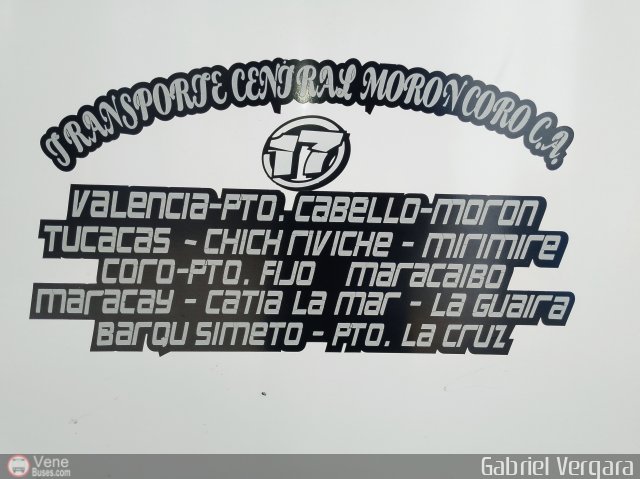 TRANSPORTE CENTRAL MORON CORO C.A.
17
VALENCIA-PTO. CABELLO-MORON
TUCACAS - CHICH RIVICHE - MIRIMIRE
CORO-PTO. FIJO MARACAIBO
MARACAY - CATIA LA MAR - LA GUAIRA
BARQU SIMETO - PTO. LA CRUZ
Vene
Buses.com
Gabriel Vergara